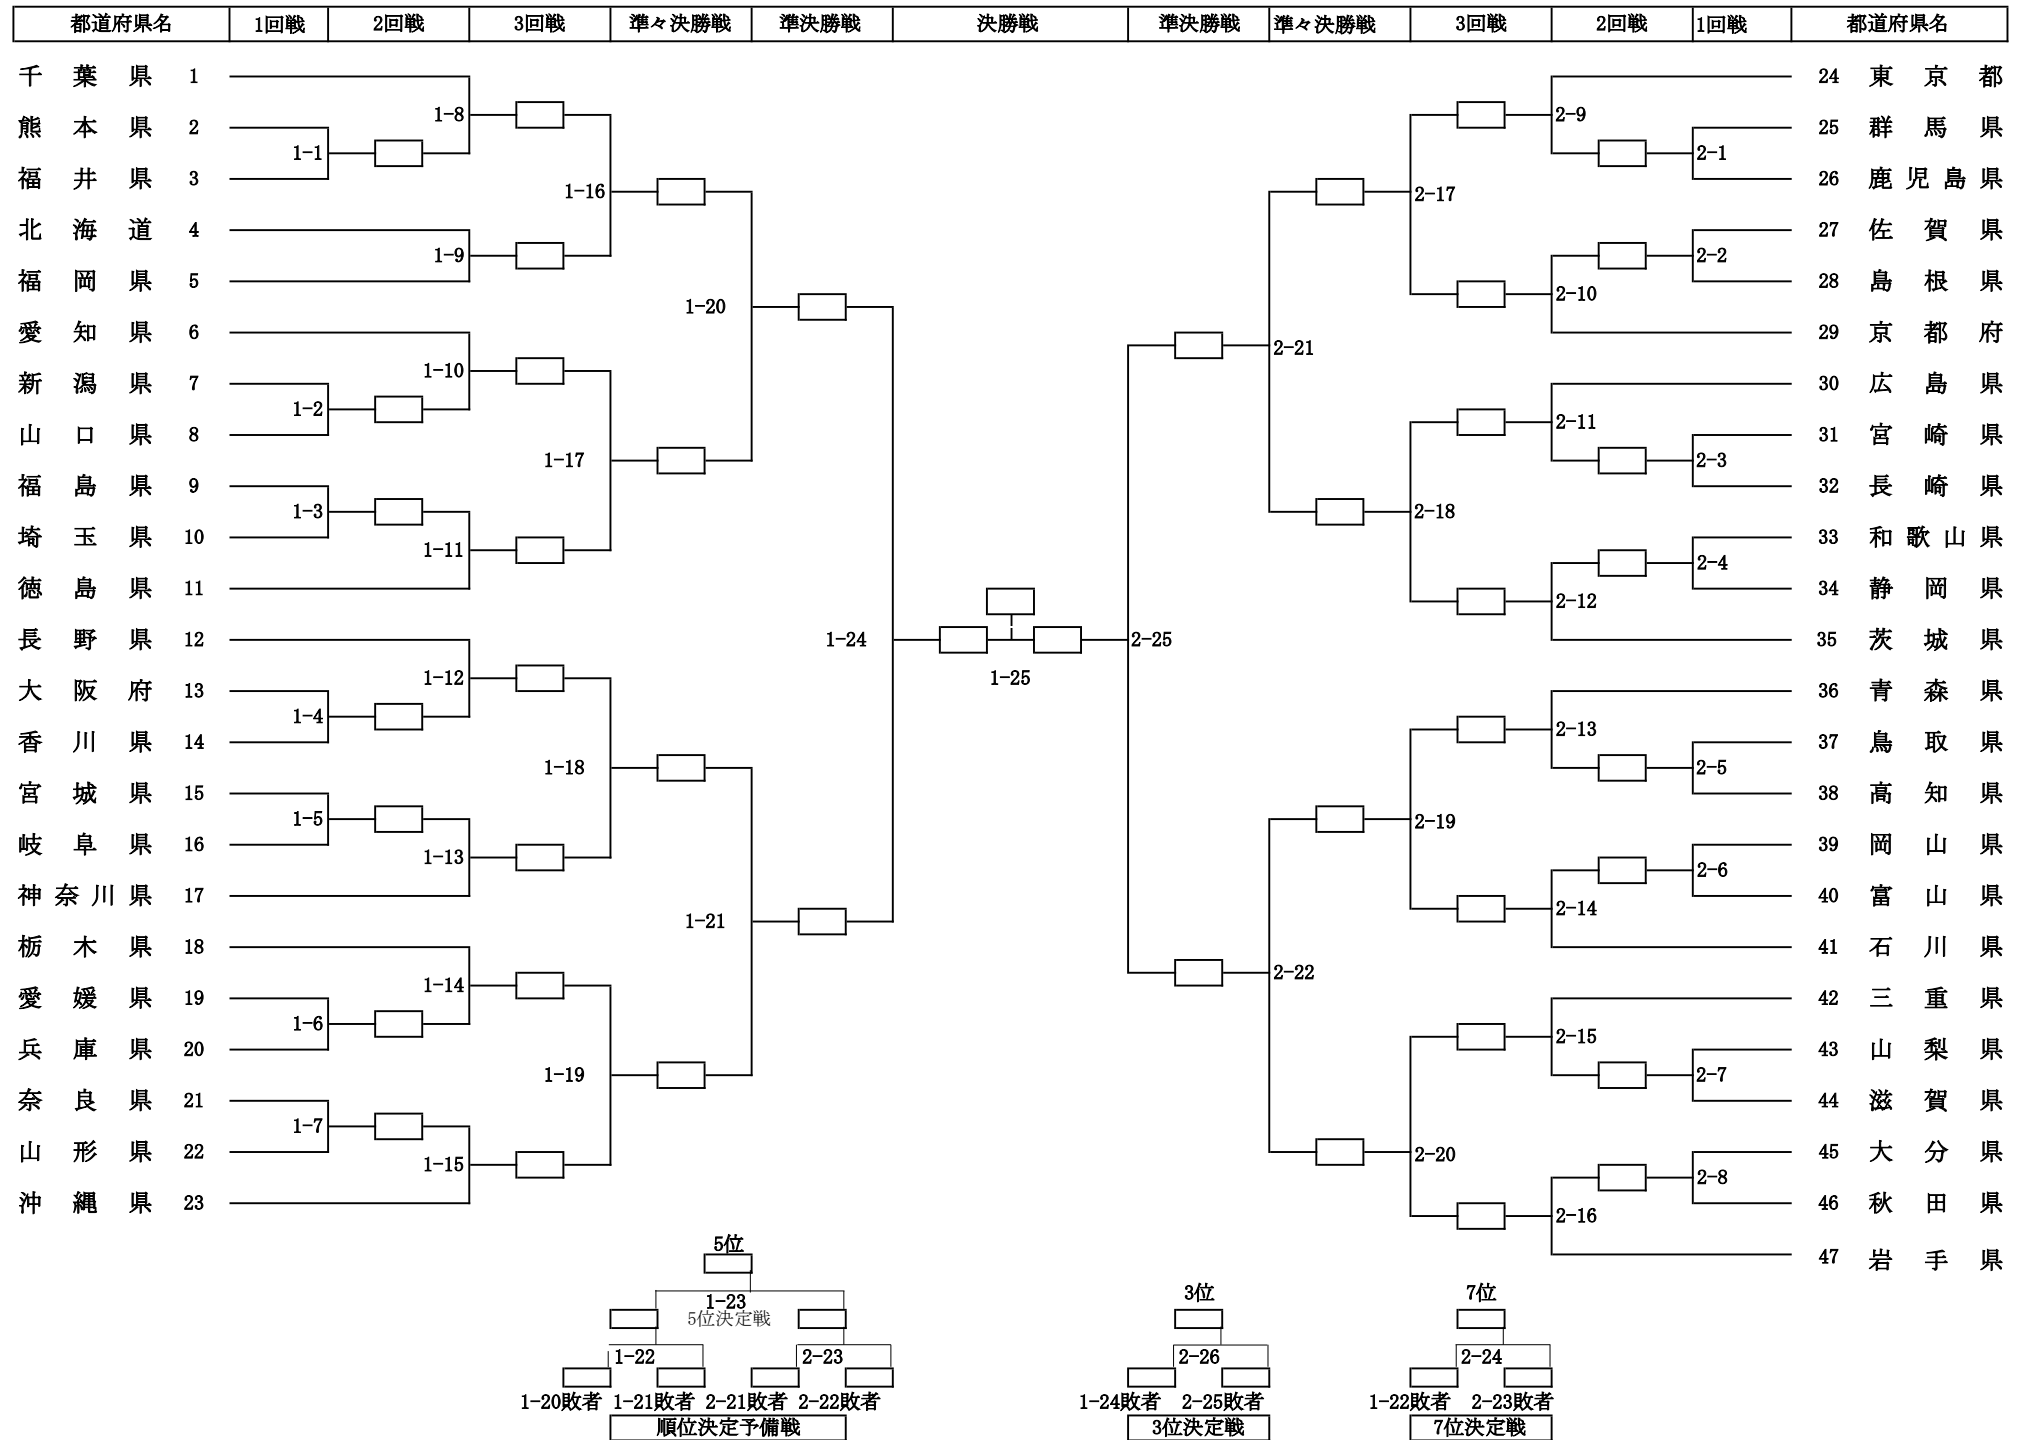 都道府県名 1回戦 2回戦 3回戦 準々決勝戦 準決勝戦 決勝戦 準決勝戦 準々決勝戦 3回戦 2回戦 1回戦 都道府県名
千葉県 1 24 東京都
1-8 2-9
熊本県 2 25 群馬県
1-1 2-1
福井県 3 26 鹿児島県
1-16 2-17
北海道 4 27 佐賀県
1-9 2-2
福岡県 5 28 島根県
2-10
1-20
愛知県 6 29 京都府
2-21
1-10
新潟県 7 30 広島県
1-2 2-11
山口県 8 31 宮崎県
1-17 2-3
福島県 9 32 長崎県
1-3 2-18
埼玉県 10 33 和歌山県
1-11 2-4
徳島県 11 34 静岡県
2-12
長野県 12 1-24 2-25 35 茨城県
1-12 1-25
大阪府 13 36 青森県
1-4 2-13
香川県 14 37 鳥取県
1-18 2-5
宮城県 15 38 高知県
1-5 2-19
岐阜県 16 39 岡山県
1-13 2-6
神奈川県 17 40 富山県
1-21 2-14
栃木県 18 41 石川県
2-22
1-14
愛媛県 19 42 三重県
1-6 2-15
兵庫県 20 43 山梨県
1-19 2-7
奈良県 21 44 滋賀県
1-7
山形県 22 2-20 45 大分県
1-15 2-8
沖縄県 23 46 秋田県
2-16
47 岩手県
5位
3位 7位
1-23
5位決定戦
1-22 2-23 2-26 2-24
1-20敗者 1-21敗者 2-21敗者 2-22敗者 1-24敗者 2-25敗者 1-22敗者 2-23敗者
順位決定予備戦 3位決定戦 7位決定戦